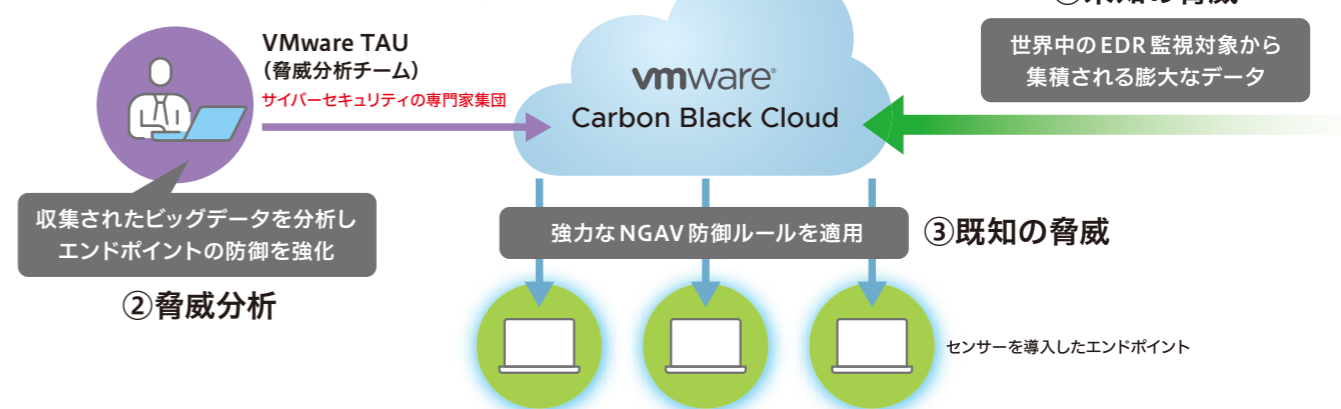 VMware TAU
(脅威分析チーム)
サイバーセキュリティの専門家集団
vmware®
Carbon Black Cloud
世界中のEDR監視対象から
集積される膨大なデータ
収集されたビッグデータを分析し
エンドポイントの防御を強化
②脅威分析
強力なNGAV防御ルールを適用
③既知の脅威
センサーを導入したエンドポイント